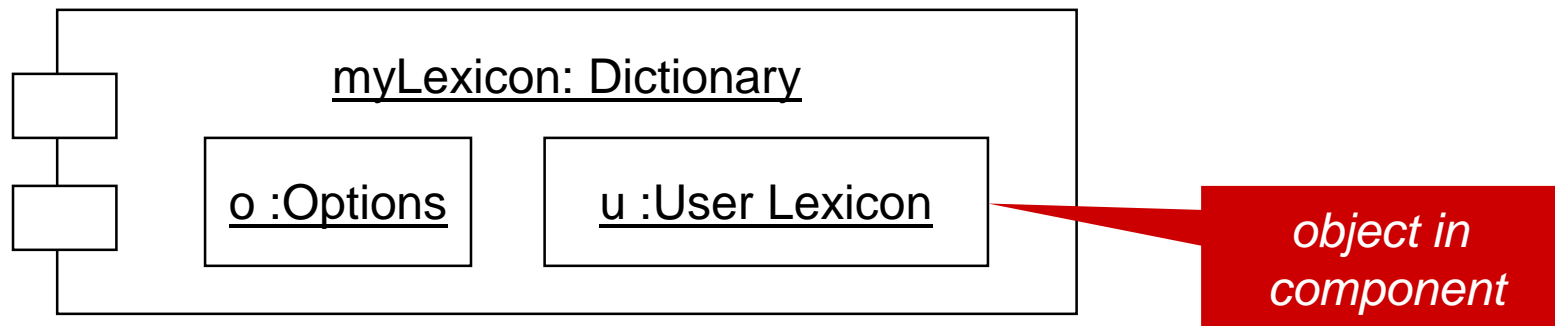 myLexicon: Dictionary
o :Options
u :User Lexicon
object in
component